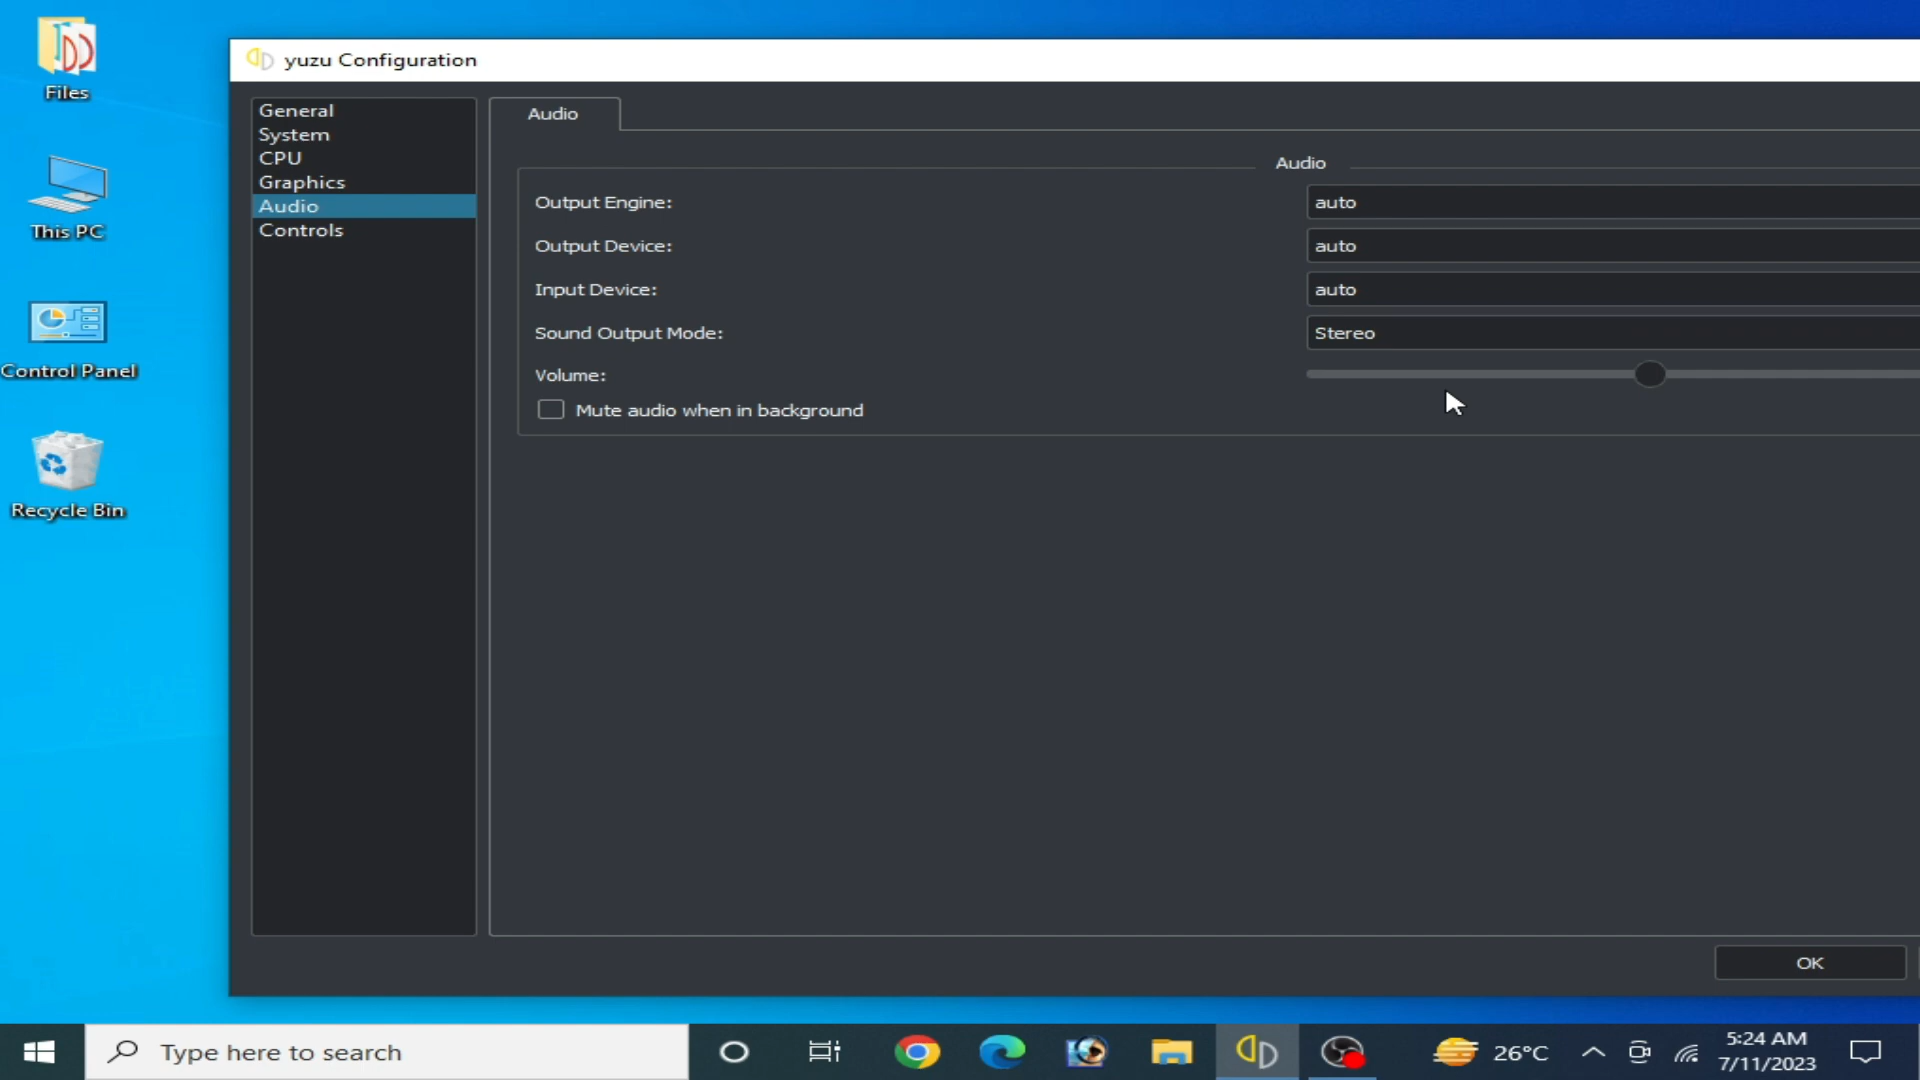 Files
This PC
Control Panel
Recycle Bin
yuzu Configuration
General
System
CPU
Graphics
Audio
Controls
Audio
Audio
Output Engine:
auto
Output Device:
auto
Input Device:
auto
Sound Output Mode:
Stereo
Volume:
Mute audio when in background
OK
Type here to search
26°C
5:24 AM
7/11/2023